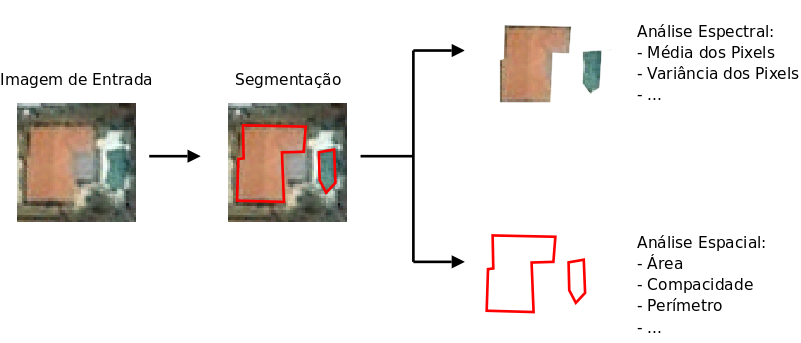 Imagem de Entrada
Segmentação
Análise Espectral:
- Média dos Pixels
- Variância dos Pixels
- ...
Análise Espacial:
- Área
- Compacidade
- Perímetro
- ...